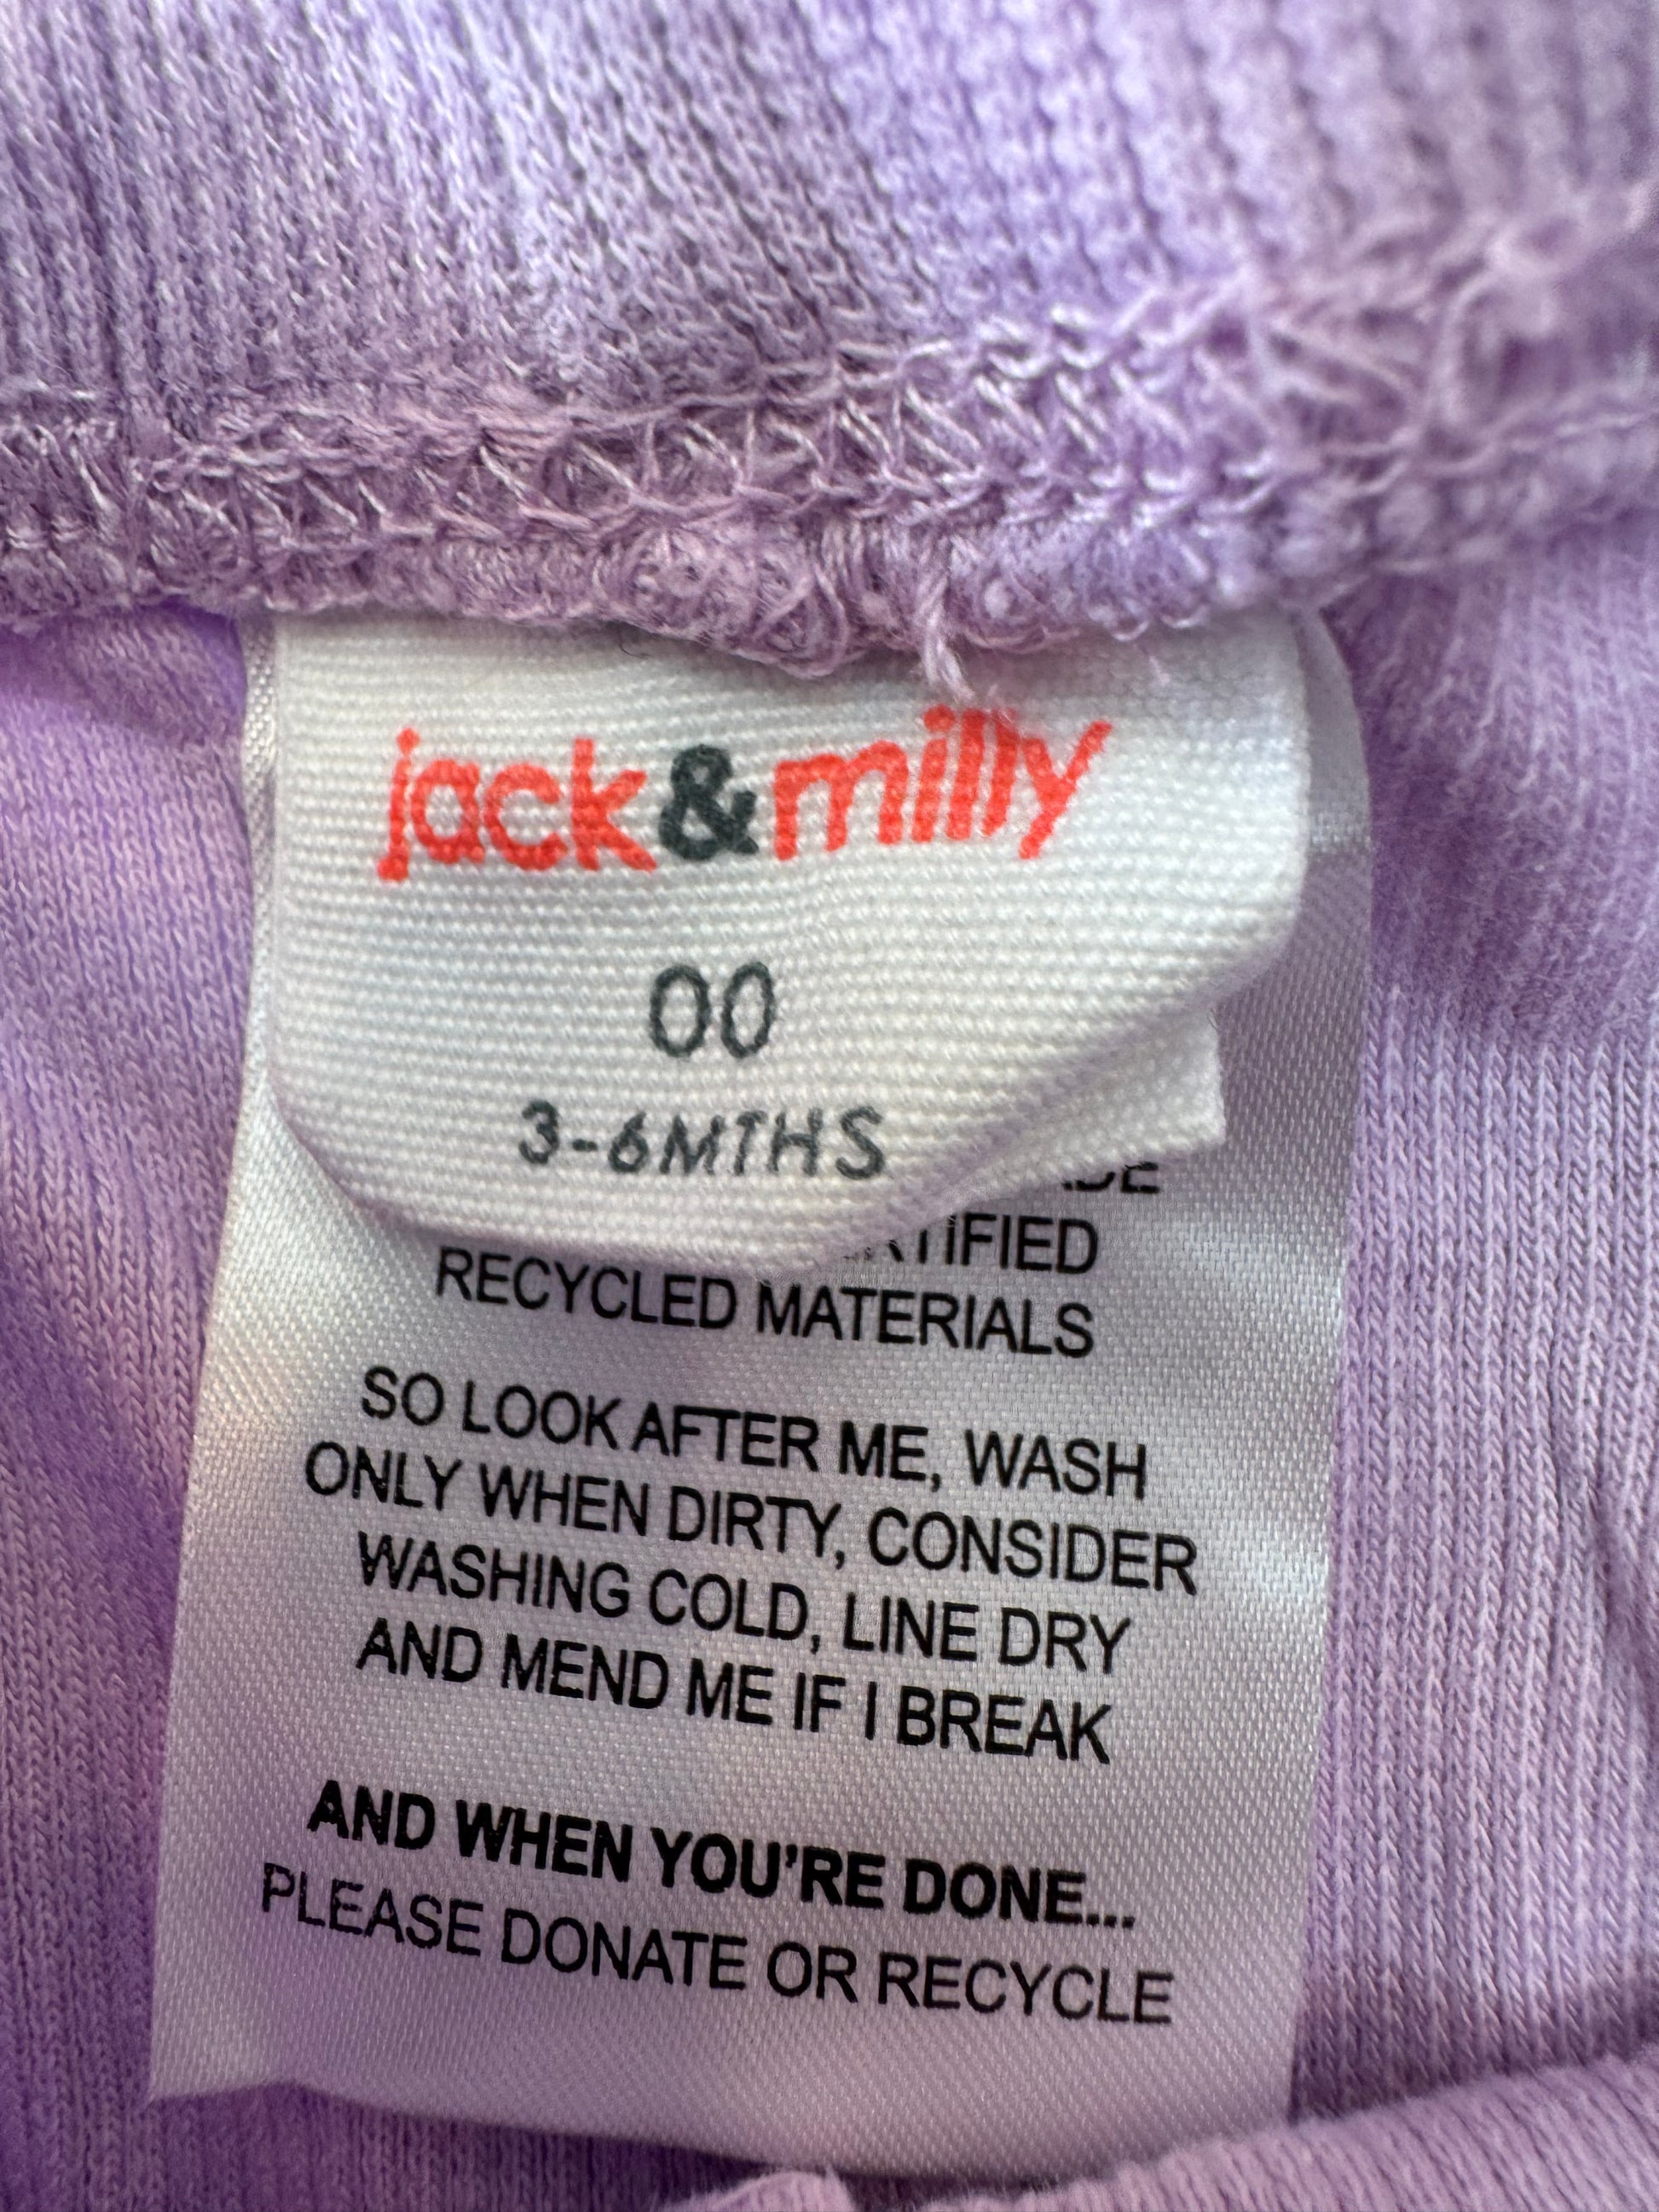 jack&milly
00
3-6MTHS
RECYCLED MATERIALS
SO LOOK AFTER ME, WASH
ONLY WHEN DIRTY, CONSIDER
WASHING COLD, LINE DRY
AND MEND ME IF I BREAK
AND WHEN YOU'RE DONE...
PLEASE DONATE OR RECYCLE